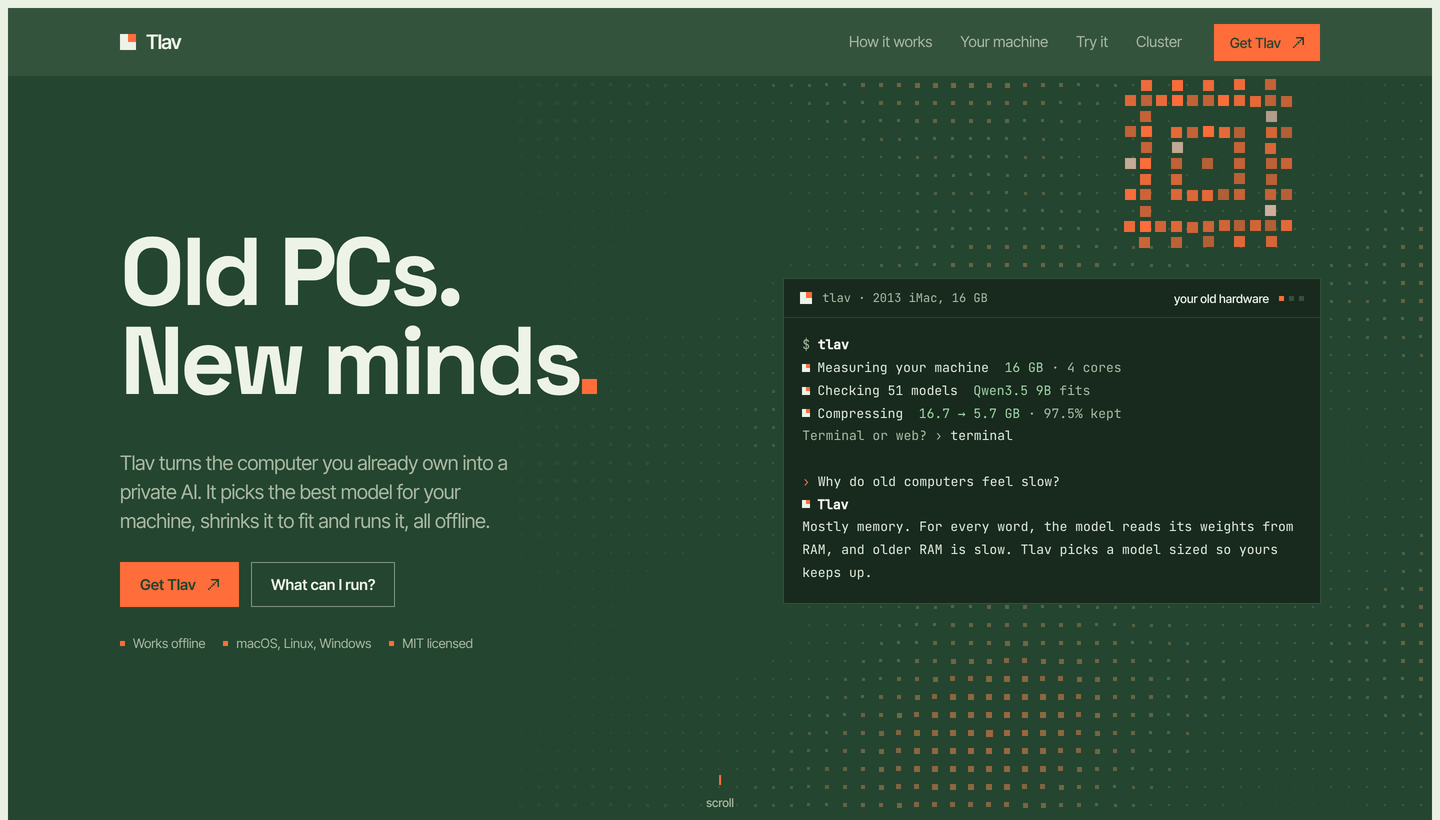 Tlav
How it works
Your machine
Try it
Cluster
Get Tlav
Old PCs.
New minds.
Tlav turns the computer you already own into a
private AI. It picks the best model for your
machine, shrinks it to fit and runs it, all offline.
Get Tlav
What can I run?
Works offline
macOS, Linux, Windows
MIT licensed
tlav · 2013 iMac, 16 GB
your old hardware
$ tlav
Measuring your machine 16 GB · 4 cores
Checking 51 models Qwen3.5 9B fits
Compressing 16.7 → 5.7 GB · 97.5% kept
Terminal or web? › terminal
› Why do old computers feel slow?
Tlav
Mostly memory. For every word, the model reads its weights from
RAM, and older RAM is slow. Tlav picks a model sized so yours
keeps up.
scroll